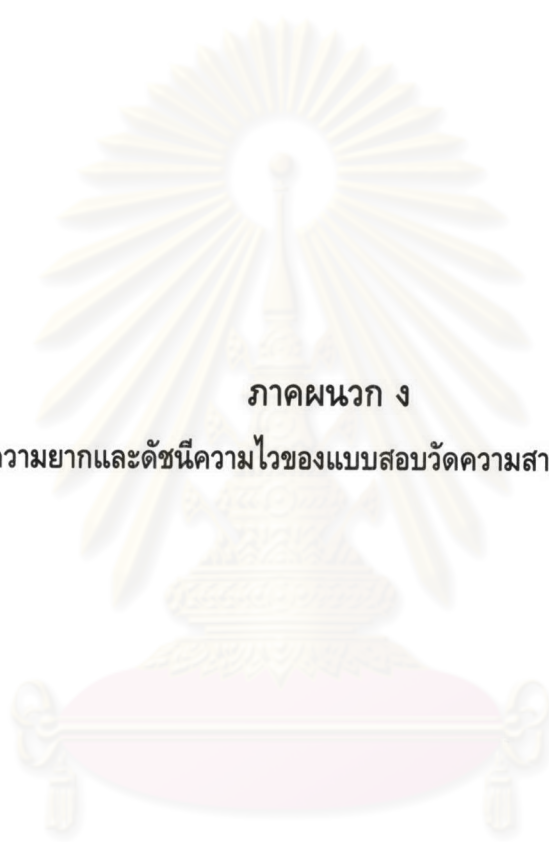 ภาคผนวก ง
ความยากและดัชนีความไวของแบบสอบวัดความสา